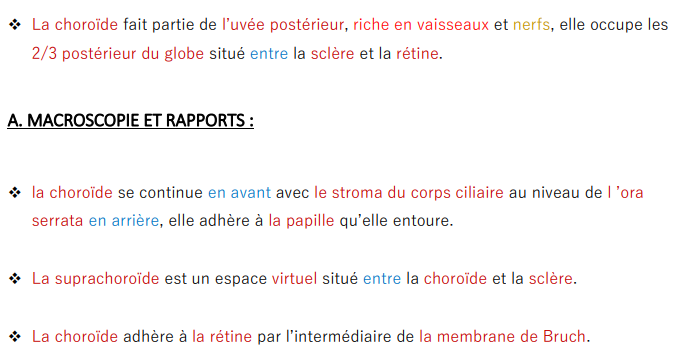 ❖ La choroïde fait partie de l'uvée postérieur, riche en vaisseaux et nerfs, elle occupe les
2/3 postérieur du globe situé entre la sclère et la rétine.
A. MACROSCOPIE ET RAPPORTS :
❖ la choroïde se continue en avant avec le stroma du corps ciliaire au niveau de l 'ora
serrata en arrière, elle adhère à la papille qu'elle entoure.
❖ La suprachoroïde est un espace virtuel situé entre la choroïde et la sclère.
❖ La choroïde adhère à la rétine par l'intermédiaire de la membrane de Bruch.